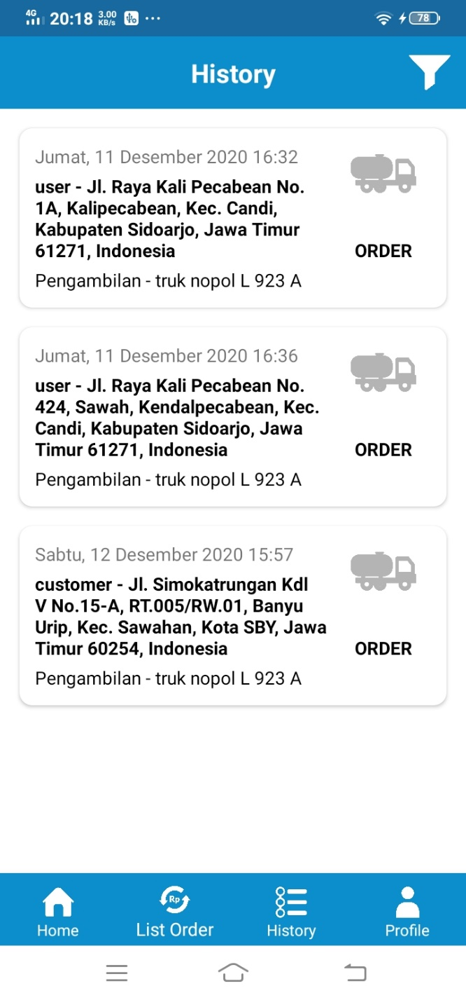 4G 20:18 3.00 KB/s ...
78
History
Jumat, 11 Desember 2020 16:32
user - Jl. Raya Kali Pecabean No.
1A, Kalipecabean, Kec. Candi,
Kabupaten Sidoarjo, Jawa Timur
61271, Indonesia
ORDER
Pengambilan - truk nopol L 923 A
Jumat, 11 Desember 2020 16:36
user - Jl. Raya Kali Pecabean No.
424, Sawah, Kendalpecabean, Kec.
Candi, Kabupaten Sidoarjo, Jawa
Timur 61271, Indonesia
ORDER
Pengambilan - truk nopol L 923 A
Sabtu, 12 Desember 2020 15:57
customer - Jl. Simokatrungan Kdl
V No.15-A, RT.005/RW.01, Banyu
Urip, Kec. Sawahan, Kota SBY, Jawa
Timur 60254, Indonesia
ORDER
Pengambilan - truk nopol L 923 A
Rp
Home
List Order
History
Profile